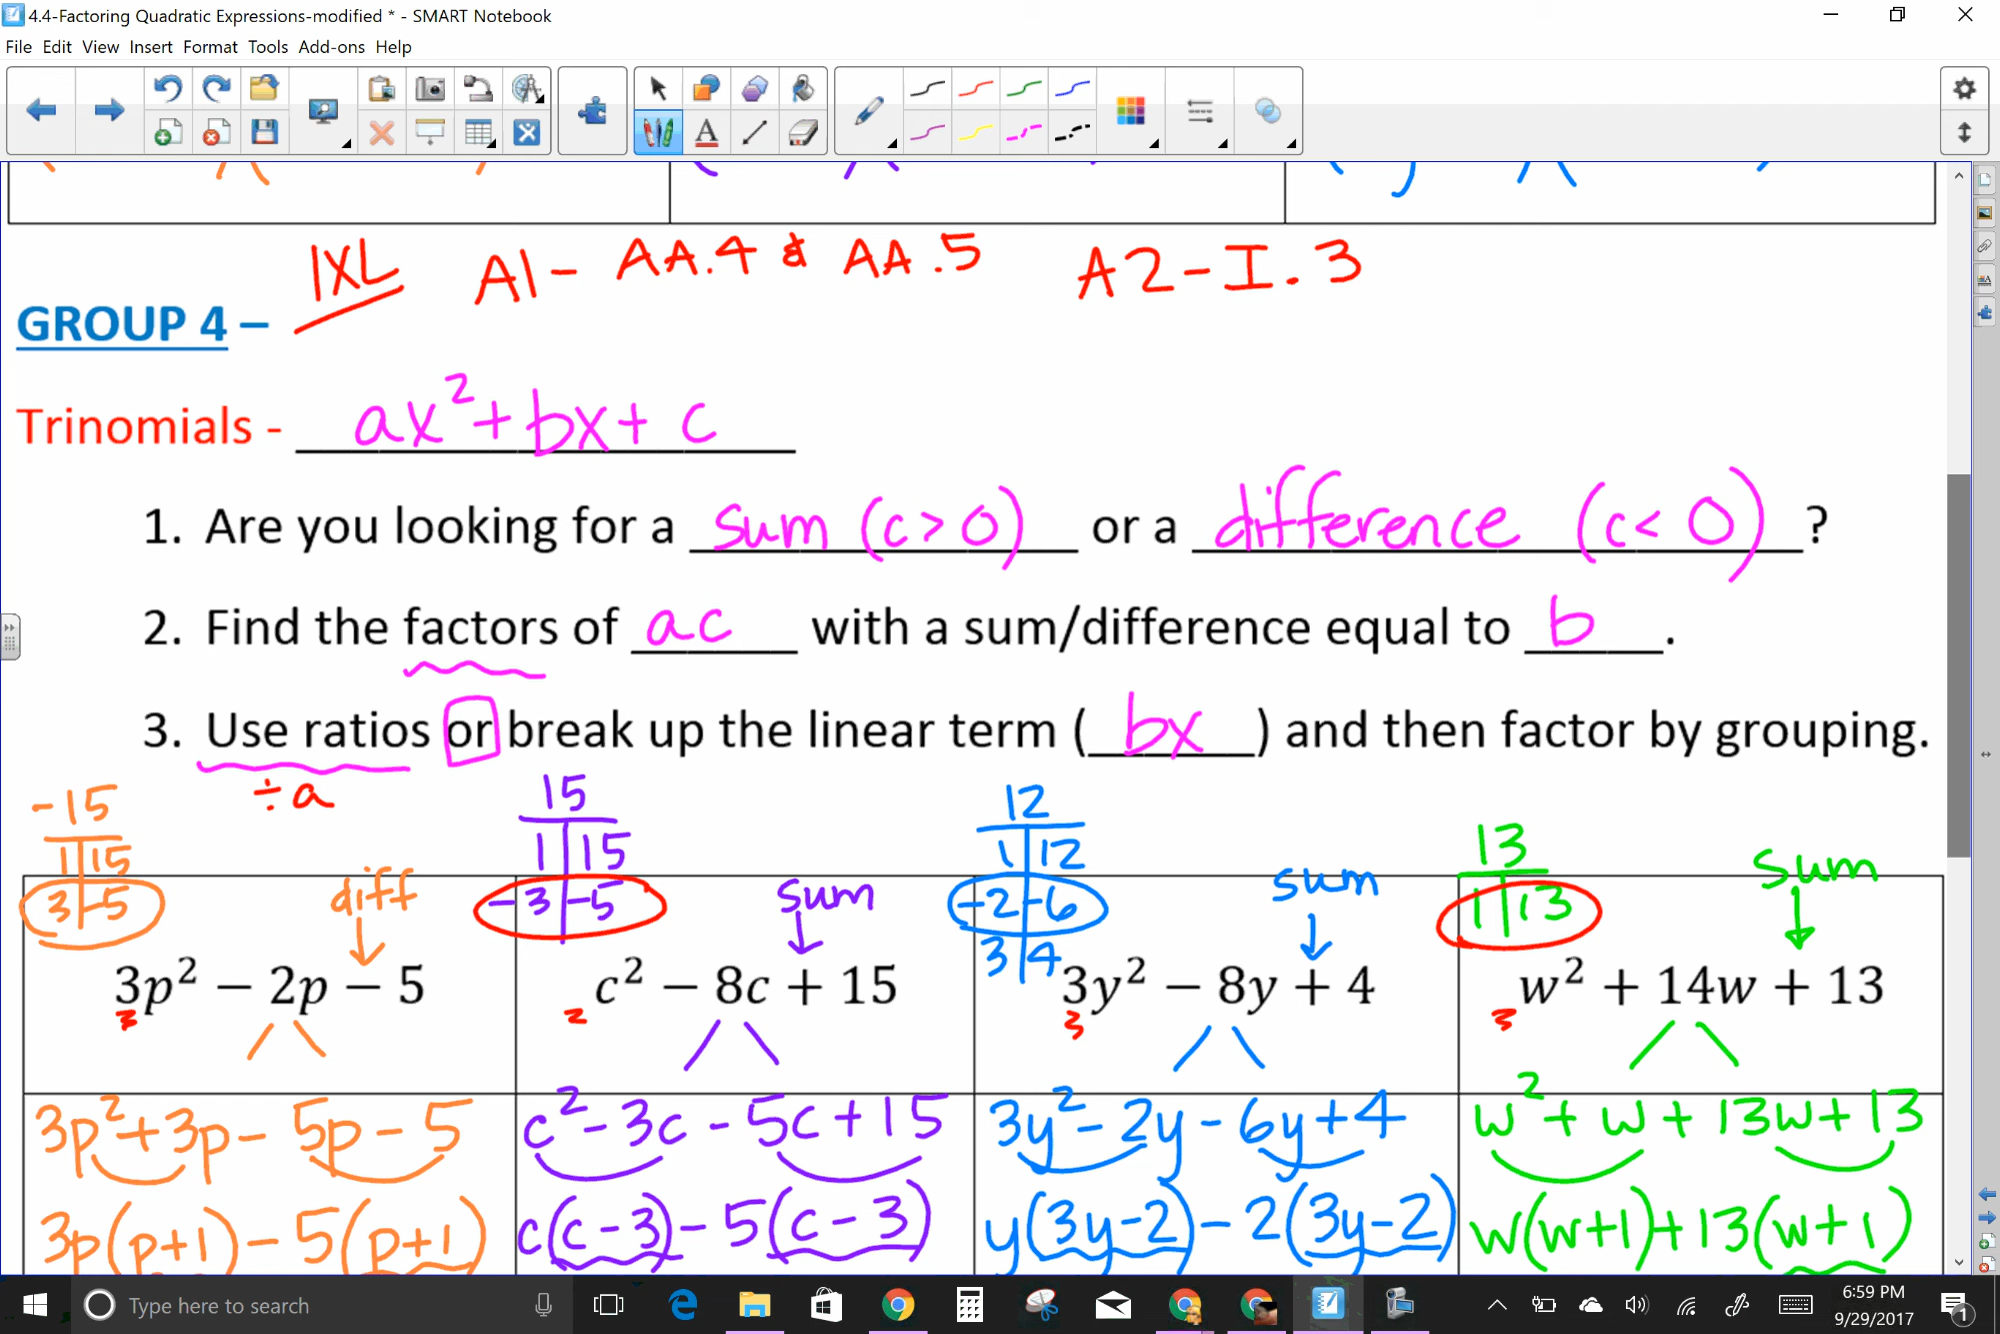 4.4-Factoring Quadratic Expressions-modified * - SMART Notebook
File Edit View Insert Format Tools Add-ons Help
IXL A1- AA.4 & AA.5 A2-I.3
GROUP 4 –
Trinomials - ax²+bx+c
1. Are you looking for a sum (c>0) or a difference (c<0) ?
2. Find the factors of ac with a sum/difference equal to b.
3. Use ratios or break up the linear term (bx) and then factor by grouping.
÷a
-15 15 12 13
1 15 1 15 1 12 1 13
3 -5 -3 -5 -2 -6
3 4
diff sum sum sum
3p² − 2p − 5 c² − 8c + 15 3y² − 8y + 4 w² + 14w + 13
3p²+3p-5p-5 c²-3c-5c+15 3y²-2y-6y+4 w²+w+13w+13
3p(p+1)-5(p+1) c(c-3)-5(c-3) y(3y-2)-2(3y-2) w(w+1)+13(w+1)
Type here to search
6:59 PM
9/29/2017
1